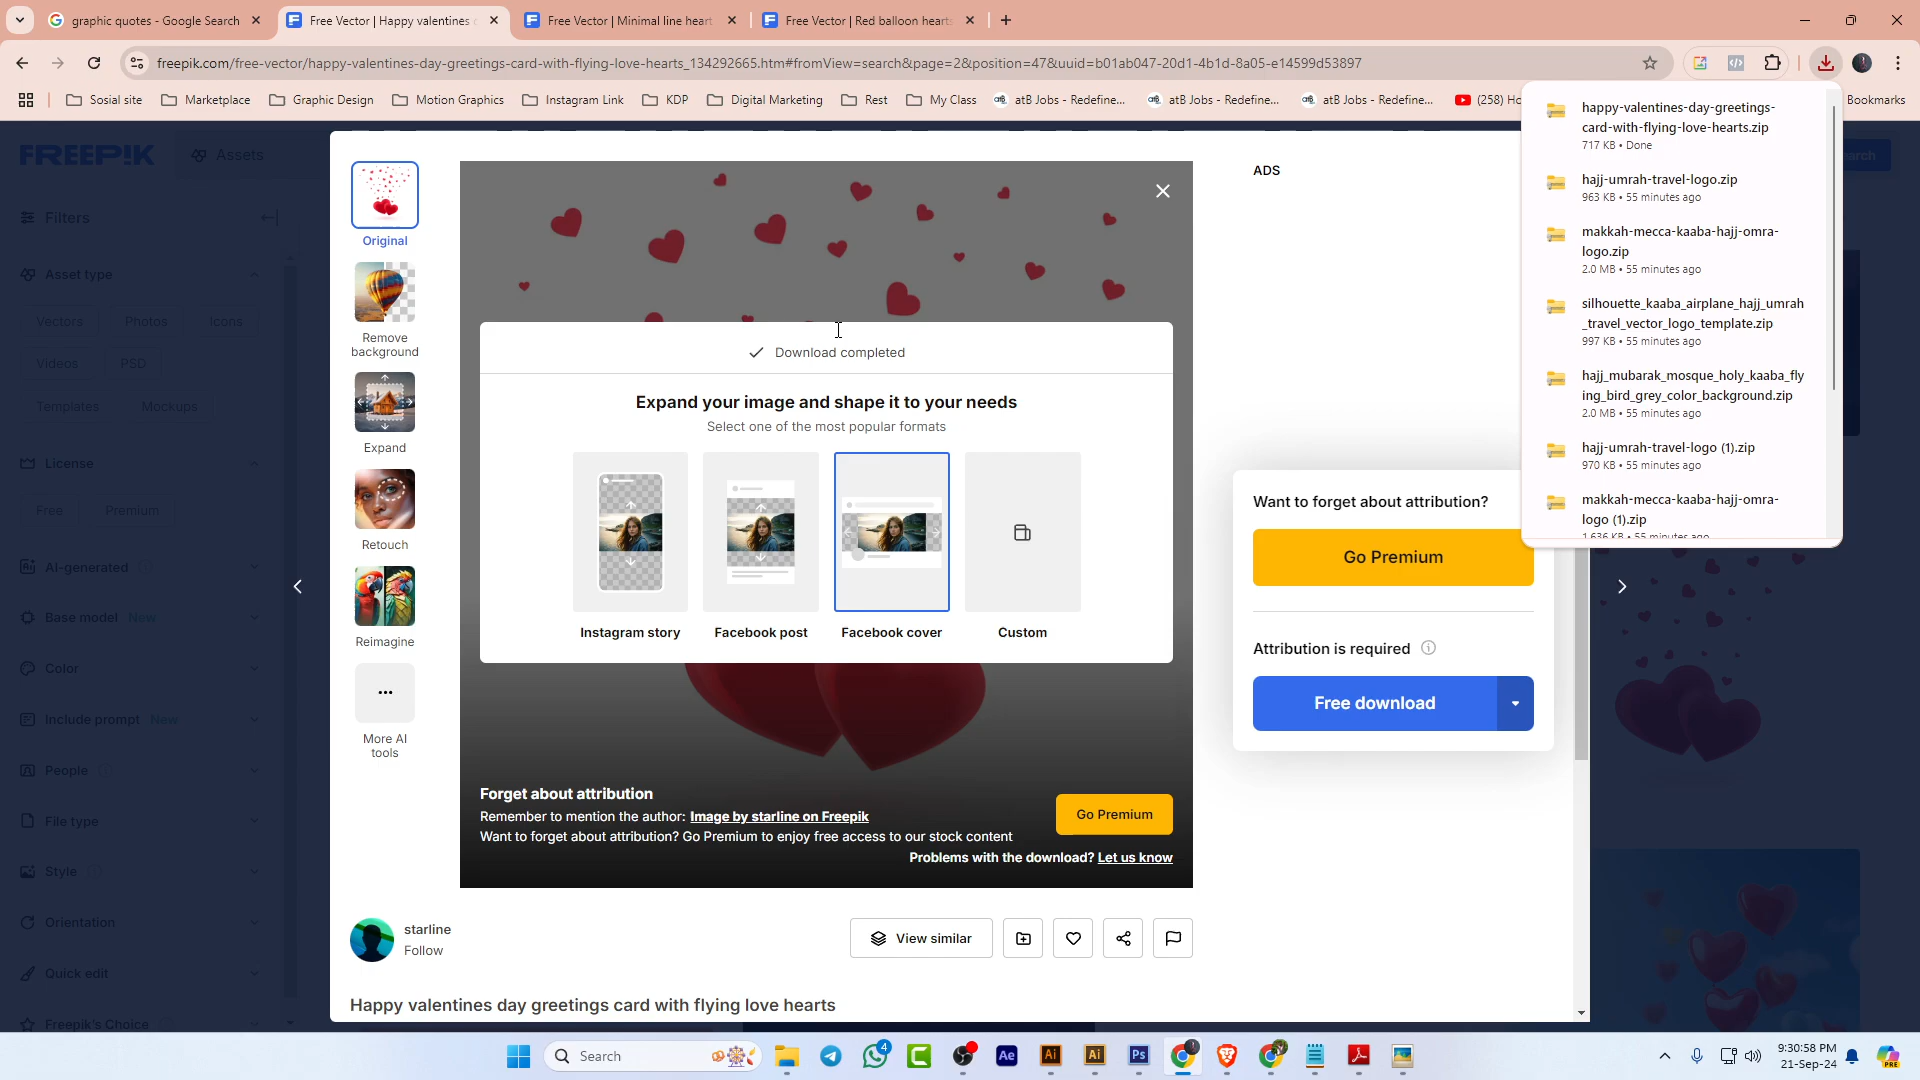 graphic quotes - Google Search
Free Vector | Happy valentines
Free Vector | Minimal line heart
Free Vector | Red balloon hearts
freepik.com/free-vector/happy-valentines-day-greetings-card-with-flying-love-hearts_134292665.htm#fromView=search&page=2&position=47&uuid=b01ab047-20d1-4b1d-8a05-e14599d53897
Sosial site
Marketplace
Graphic Design
Motion Graphics
Instagram Link
KDP
Digital Marketing
Rest
My Class
atB Jobs - Redefine...
atB Jobs - Redefine...
atB Jobs - Redefine...
(258) Ho
Bookmarks
FREEPIK
Assets
Filters
Asset type
Vectors
Photos
Icons
Videos
PSD
Templates
Mockups
License
Free
Premium
AI-generated
Base model New
Color
Include prompt New
People
File type
Style
Orientation
Quick edit
Freepik's Choice
Original
Remove
background
Expand
Retouch
Reimagine
More AI
tools
Download completed
Expand your image and shape it to your needs
Select one of the most popular formats
Instagram story
Facebook post
Facebook cover
Custom
Forget about attribution
Remember to mention the author: Image by starline on Freepik
Want to forget about attribution? Go Premium to enjoy free access to our stock content
Go Premium
Problems with the download? Let us know
starline
Follow
View similar
Happy valentines day greetings card with flying love hearts
ADS
Want to forget about attribution?
Go Premium
Attribution is required
Free download
happy-valentines-day-greetings-
card-with-flying-love-hearts.zip
717 KB • Done
hajj-umrah-travel-logo.zip
963 KB • 55 minutes ago
makkah-mecca-kaaba-hajj-omra-
logo.zip
2.0 MB • 55 minutes ago
silhouette_kaaba_airplane_hajj_umrah
_travel_vector_logo_template.zip
997 KB • 55 minutes ago
hajj_mubarak_mosque_holy_kaaba_fly
ing_bird_grey_color_background.zip
2.0 MB • 55 minutes ago
hajj-umrah-travel-logo (1).zip
970 KB • 55 minutes ago
makkah-mecca-kaaba-hajj-omra-
logo (1).zip
1,636 KB • 55 minutes ago
Search
4
Ae
Ai
Ai
Ps
9:30:58 PM
21-Sep-24
PRE